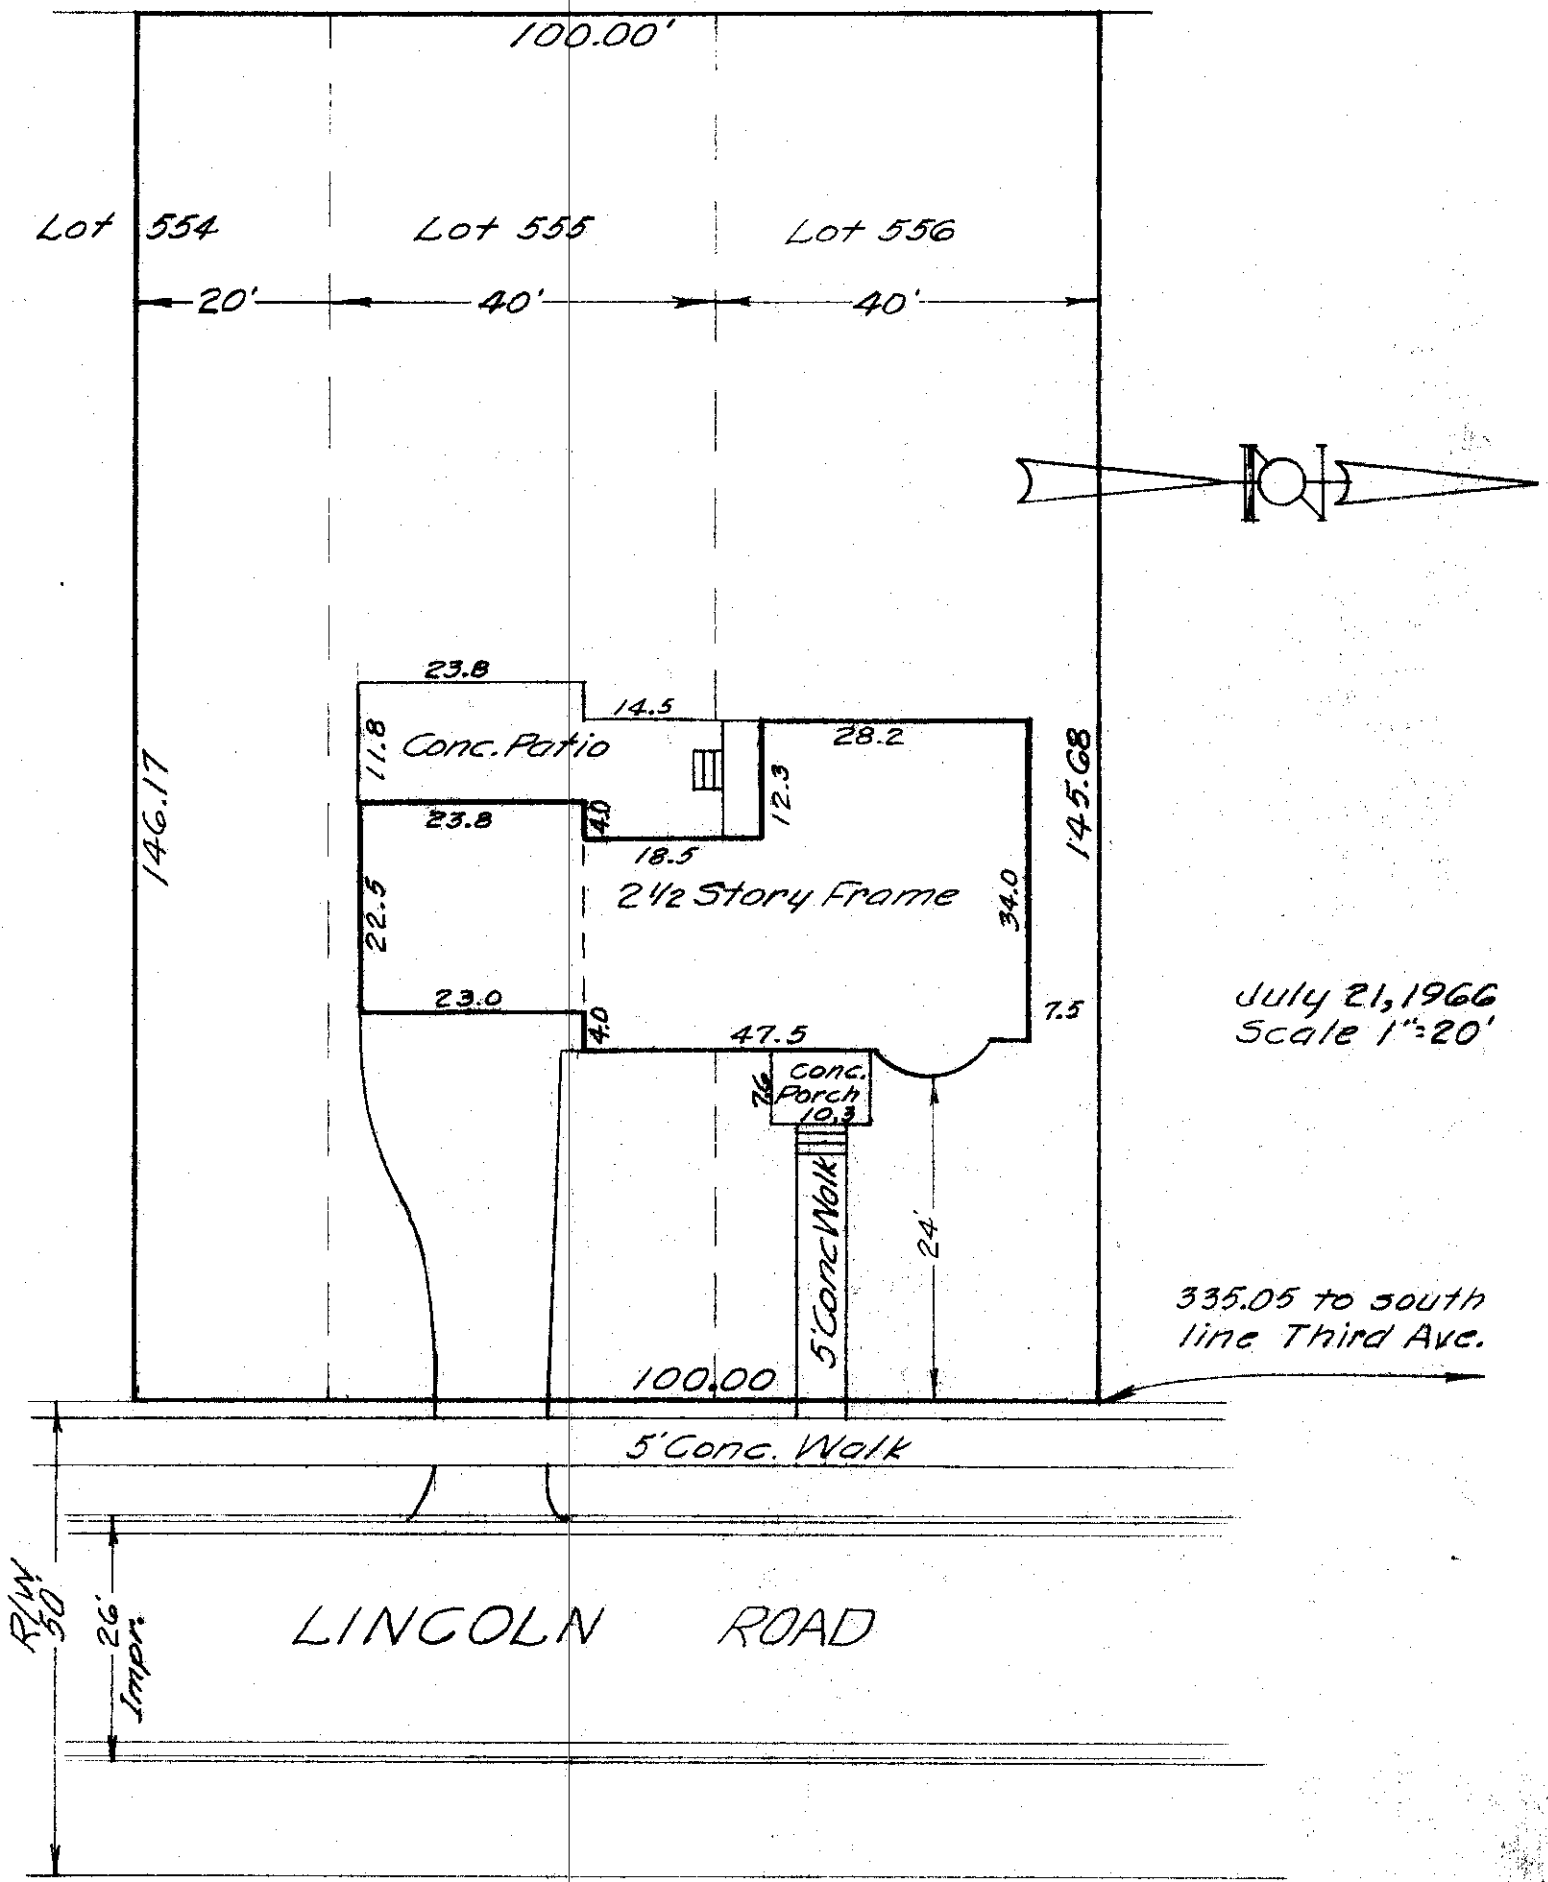 100.00'
Lot 554
Lot 555
Lot 556
20'
40'
40'
N
23.8
14.5
28.2
11.8
Conc. Patio
12.3
146.17
145.68
23.8
4.0
18.5
22.5
2 1/2 Story Frame
34.0
23.0
4.0
47.5
7.5
July 21, 1966
Scale 1"=20'
Conc.
Porch
7.6
10.3
5' Conc Walk
24'
335.05 to south
line Third Ave.
100.00
5' Conc. Walk
R/W.
50'
26'
Impr.
LINCOLN ROAD